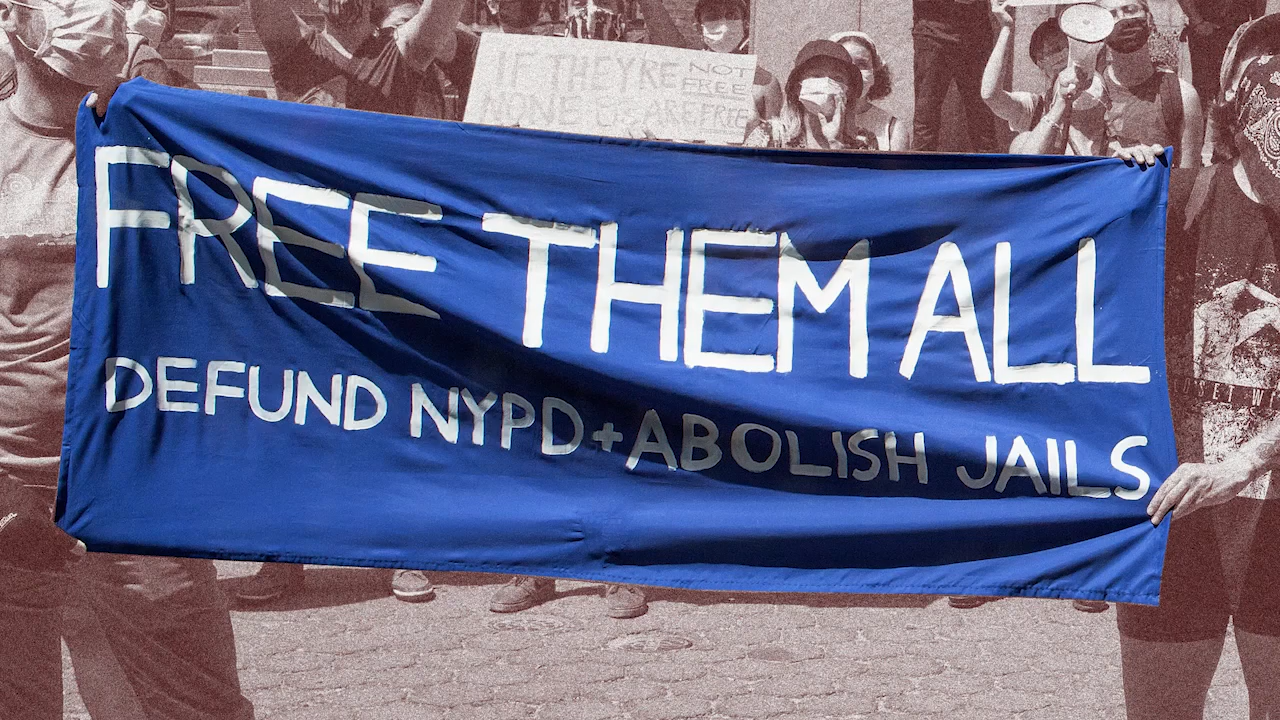 IF THEY'RE NOT FREE
NONE OF US ARE FREE
FREE THEM ALL
DEFUND NYPD + ABOLISH JAILS